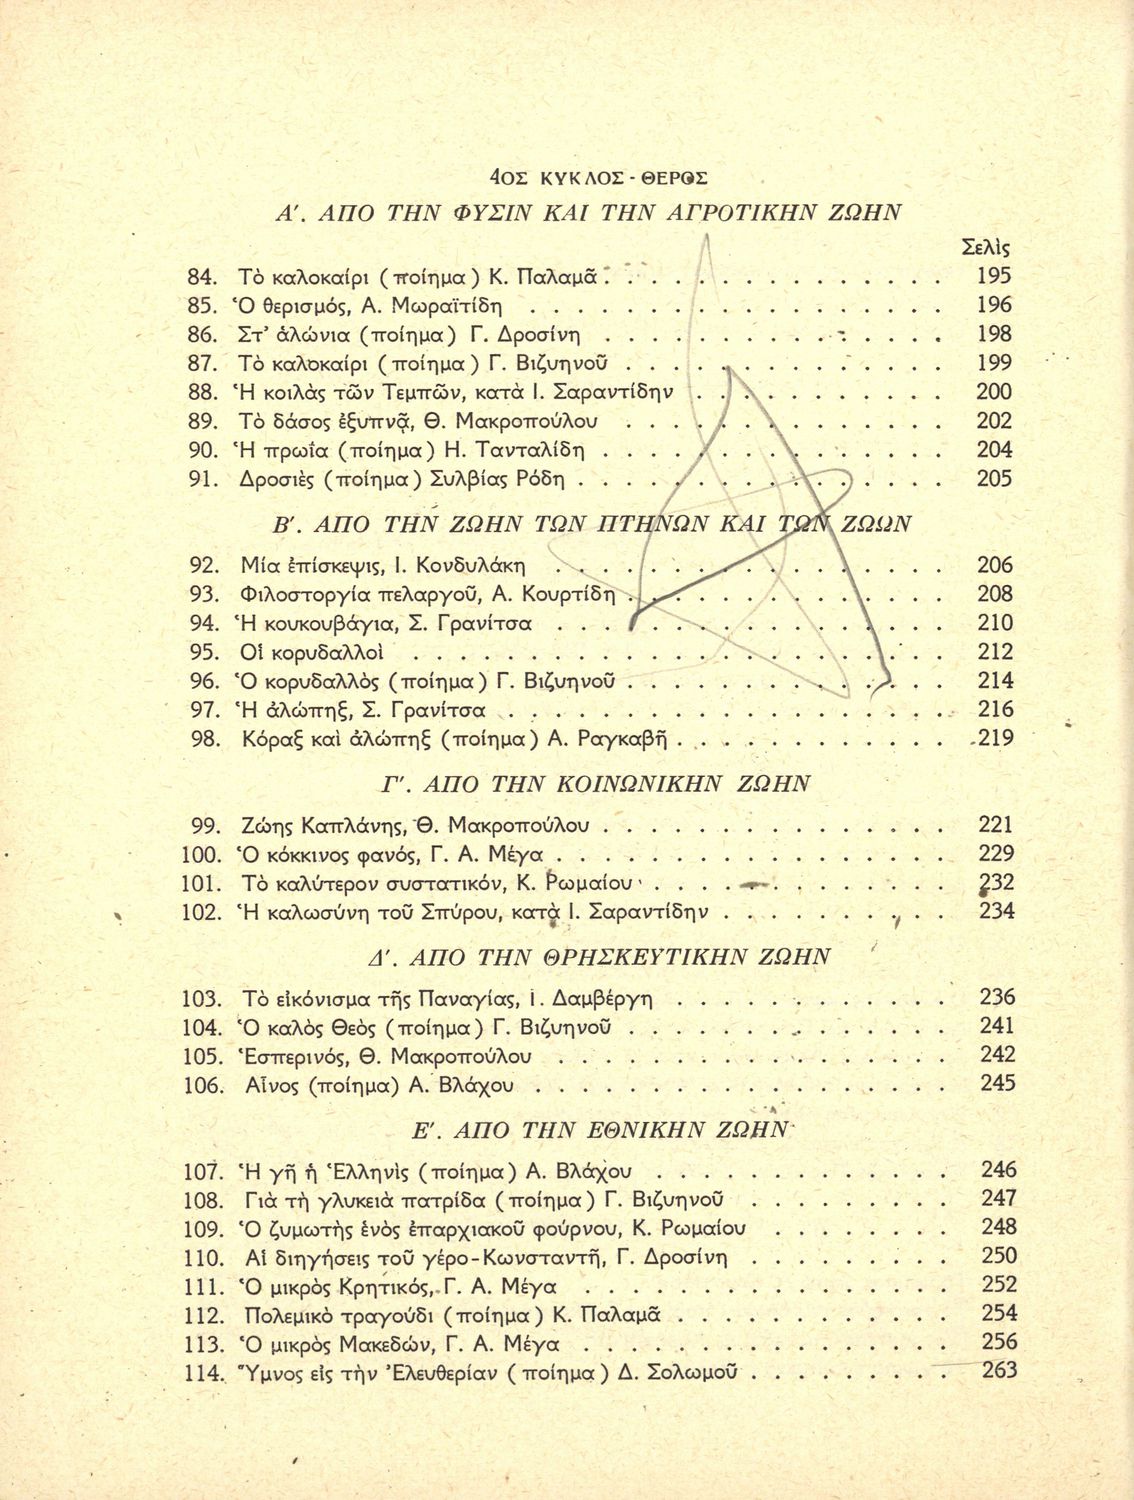 4ΟΣ ΚΥΚΛΟΣ - ΘΕΡΟΣ
Α′. ΑΠΟ ΤΗΝ ΦΥΣΙΝ ΚΑΙ ΤΗΝ ΑΓΡΟΤΙΚΗΝ ΖΩΗΝ
Σελὶς
84. Τὸ καλοκαίρι (ποίημα) Κ. Παλαμᾶ . . . . . . . . . . . . . . . 195
85. Ὁ θερισμός, Α. Μωραϊτίδη . . . . . . . . . . . . . . . . . . 196
86. Στ' ἁλώνια (ποίημα) Γ. Δροσίνη . . . . . . . . . . . . . . . 198
87. Τὸ καλοκαίρι (ποίημα) Γ. Βιζυηνοῦ . . . . . . . . . . . . . . 199
88. Ἡ κοιλὰς τῶν Τεμπῶν, κατὰ Ι. Σαραντίδην . . . . . . . . . . . 200
89. Τὸ δάσος ἐξυπνᾷ, Θ. Μακροπούλου . . . . . . . . . . . . . . 202
90. Ἡ πρωΐα (ποίημα) Η. Τανταλίδη . . . . . . . . . . . . . . . 204
91. Δροσιὲς (ποίημα) Συλβίας Ρόδη . . . . . . . . . . . . . . . . 205
Β′. ΑΠΟ ΤΗΝ ΖΩΗΝ ΤΩΝ ΠΤΗΝΩΝ ΚΑΙ ΤΩΝ ΖΩΩΝ
92. Μία ἐπίσκεψις, Ι. Κονδυλάκη . . . . . . . . . . . . . . . . . 206
93. Φιλοστοργία πελαργοῦ, Α. Κουρτίδη . . . . . . . . . . . . . . 208
94. Ἡ κουκουβάγια, Σ. Γρανίτσα . . . . . . . . . . . . . . . . . 210
95. Οἱ κορυδαλλοὶ . . . . . . . . . . . . . . . . . . . . . . . 212
96. Ὁ κορυδαλλὸς (ποίημα) Γ. Βιζυηνοῦ . . . . . . . . . . . . . . 214
97. Ἡ ἀλώπηξ, Σ. Γρανίτσα . . . . . . . . . . . . . . . . . . . 216
98. Κόραξ καὶ ἀλώπηξ (ποίημα) Α. Ραγκαβῆ . . . . . . . . . . . . 219
Γ′. ΑΠΟ ΤΗΝ ΚΟΙΝΩΝΙΚΗΝ ΖΩΗΝ
99. Ζώης Καπλάνης, Θ. Μακροπούλου . . . . . . . . . . . . . . . 221
100. Ὁ κόκκινος φανός, Γ. Α. Μέγα . . . . . . . . . . . . . . . . . 229
101. Τὸ καλύτερον συστατικόν, Κ. Ρωμαίου . . . . . . . . . . . . . 232
102. Ἡ καλωσύνη τοῦ Σπύρου, κατὰ Ι. Σαραντίδην . . . . . . . . . . 234
Δ′. ΑΠΟ ΤΗΝ ΘΡΗΣΚΕΥΤΙΚΗΝ ΖΩΗΝ
103. Τὸ εἰκόνισμα τῆς Παναγίας, Ι. Δαμβέργη . . . . . . . . . . . . 236
104. Ὁ καλὸς Θεὸς (ποίημα) Γ. Βιζυηνοῦ . . . . . . . . . . . . . . 241
105. Ἑσπερινός, Θ. Μακροπούλου . . . . . . . . . . . . . . . . . 242
106. Αἶνος (ποίημα) Α. Βλάχου . . . . . . . . . . . . . . . . . . 245
Ε′. ΑΠΟ ΤΗΝ ΕΘΝΙΚΗΝ ΖΩΗΝ
107. Ἡ γῆ ἡ Ἑλληνὶς (ποίημα) Α. Βλάχου . . . . . . . . . . . . . 246
108. Γιὰ τὴ γλυκειὰ πατρίδα (ποίημα) Γ. Βιζυηνοῦ . . . . . . . . . 247
109. Ὁ ζυμωτὴς ἑνὸς ἐπαρχιακοῦ φούρνου, Κ. Ρωμαίου . . . . . . . . 248
110. Αἱ διηγήσεις τοῦ γέρο-Κωνσταντῆ, Γ. Δροσίνη . . . . . . . . . 250
111. Ὁ μικρὸς Κρητικός, Γ. Α. Μέγα . . . . . . . . . . . . . . . . 252
112. Πολεμικὸ τραγούδι (ποίημα) Κ. Παλαμᾶ . . . . . . . . . . . . 254
113. Ὁ μικρὸς Μακεδών, Γ. Α. Μέγα . . . . . . . . . . . . . . . . 256
114. Ὕμνος εἰς τὴν Ἐλευθερίαν (ποίημα) Δ. Σολωμοῦ . . . . . . . . . 263